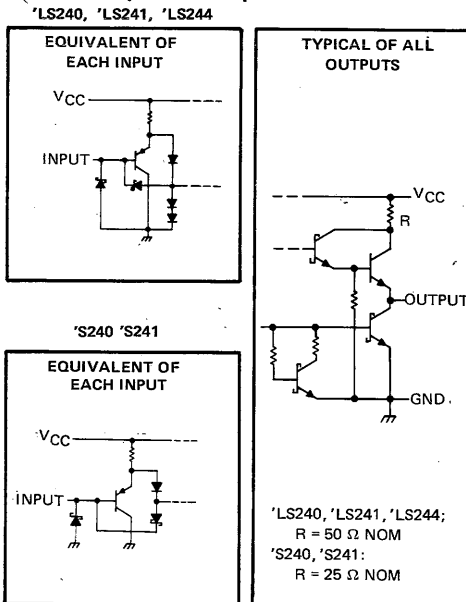 'LS240, 'LS241, 'LS244
EQUIVALENT OF
EACH INPUT
VCC
INPUT
'S240 'S241
EQUIVALENT OF
EACH INPUT
VCC
INPUT
TYPICAL OF ALL
OUTPUTS
VCC
R
OUTPUT
GND
'LS240, 'LS241, 'LS244;
R = 50 Ω NOM
'S240, 'S241:
R = 25 Ω NOM